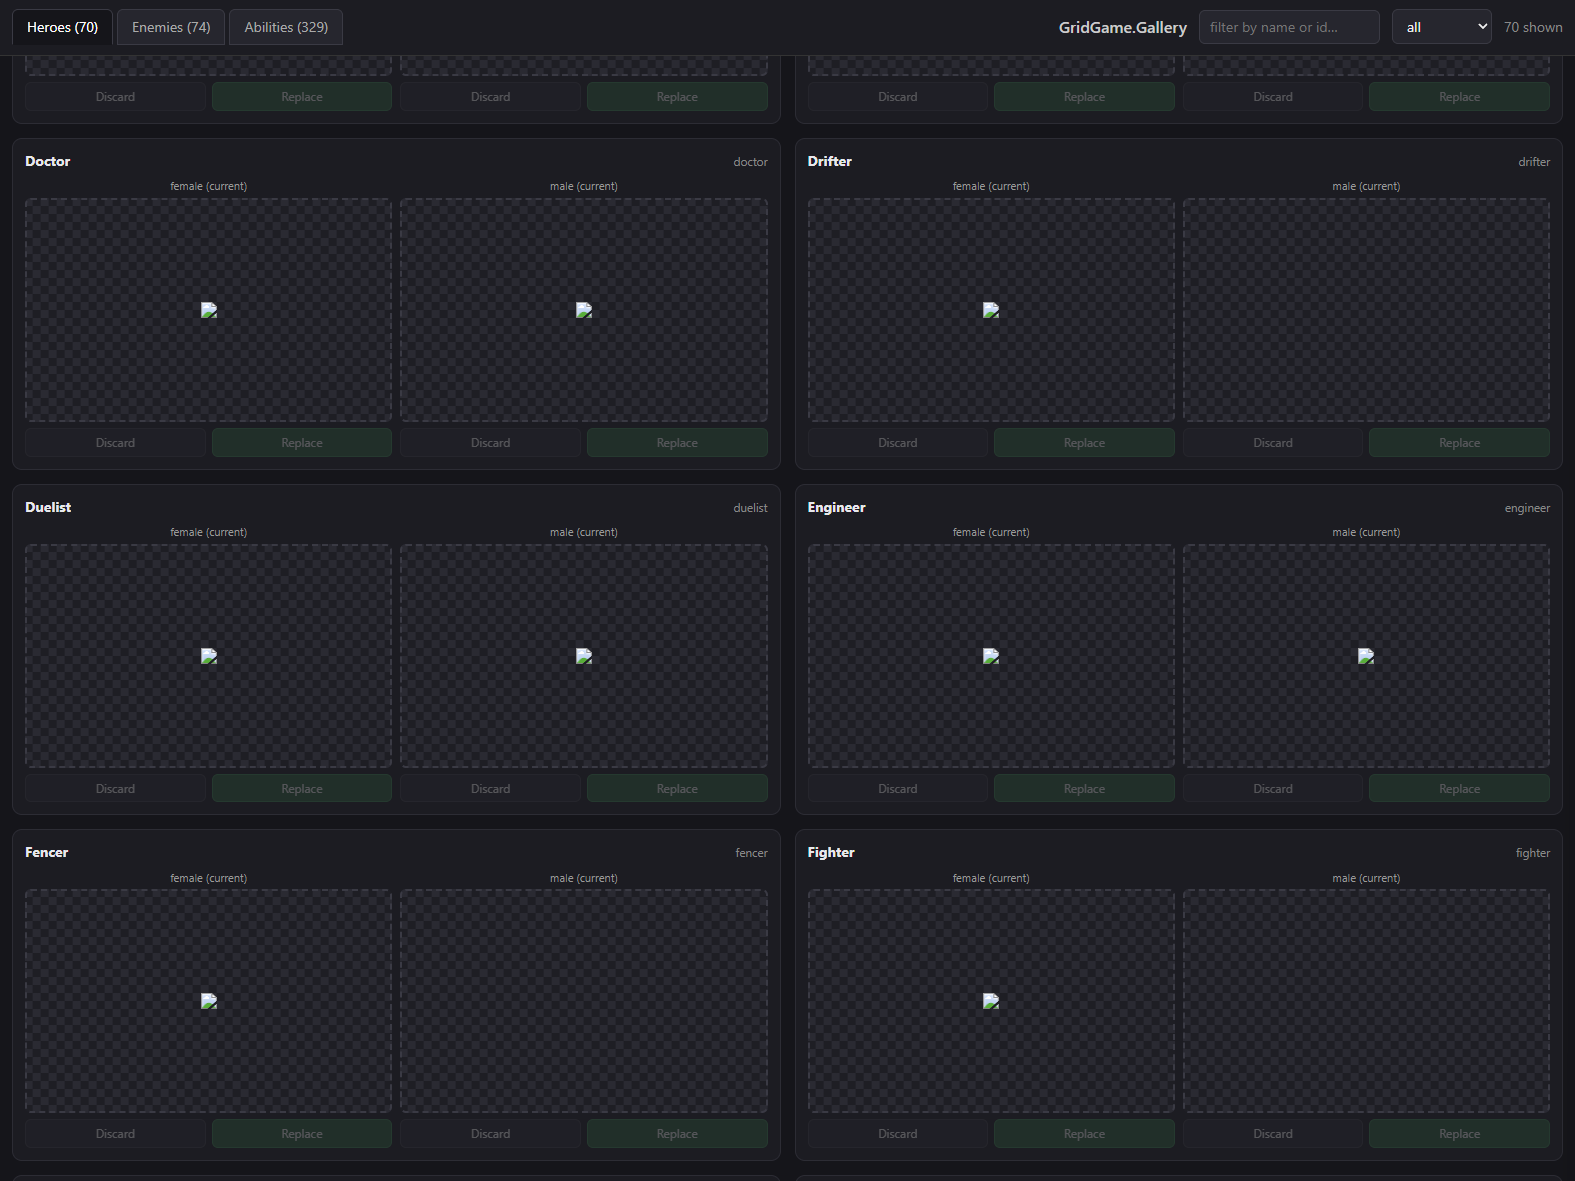 Heroes (70) Enemies (74) Abilities (329) GridGame.Gallery filter by name or id... all 70 shown
Discard Replace Discard Replace Discard Replace Discard Replace
Doctor doctor Drifter drifter
female (current) male (current) female (current) male (current)
Discard Replace Discard Replace Discard Replace Discard Replace
Duelist duelist Engineer engineer
female (current) male (current) female (current) male (current)
Discard Replace Discard Replace Discard Replace Discard Replace
Fencer fencer Fighter fighter
female (current) male (current) female (current) male (current)
Discard Replace Discard Replace Discard Replace Discard Replace